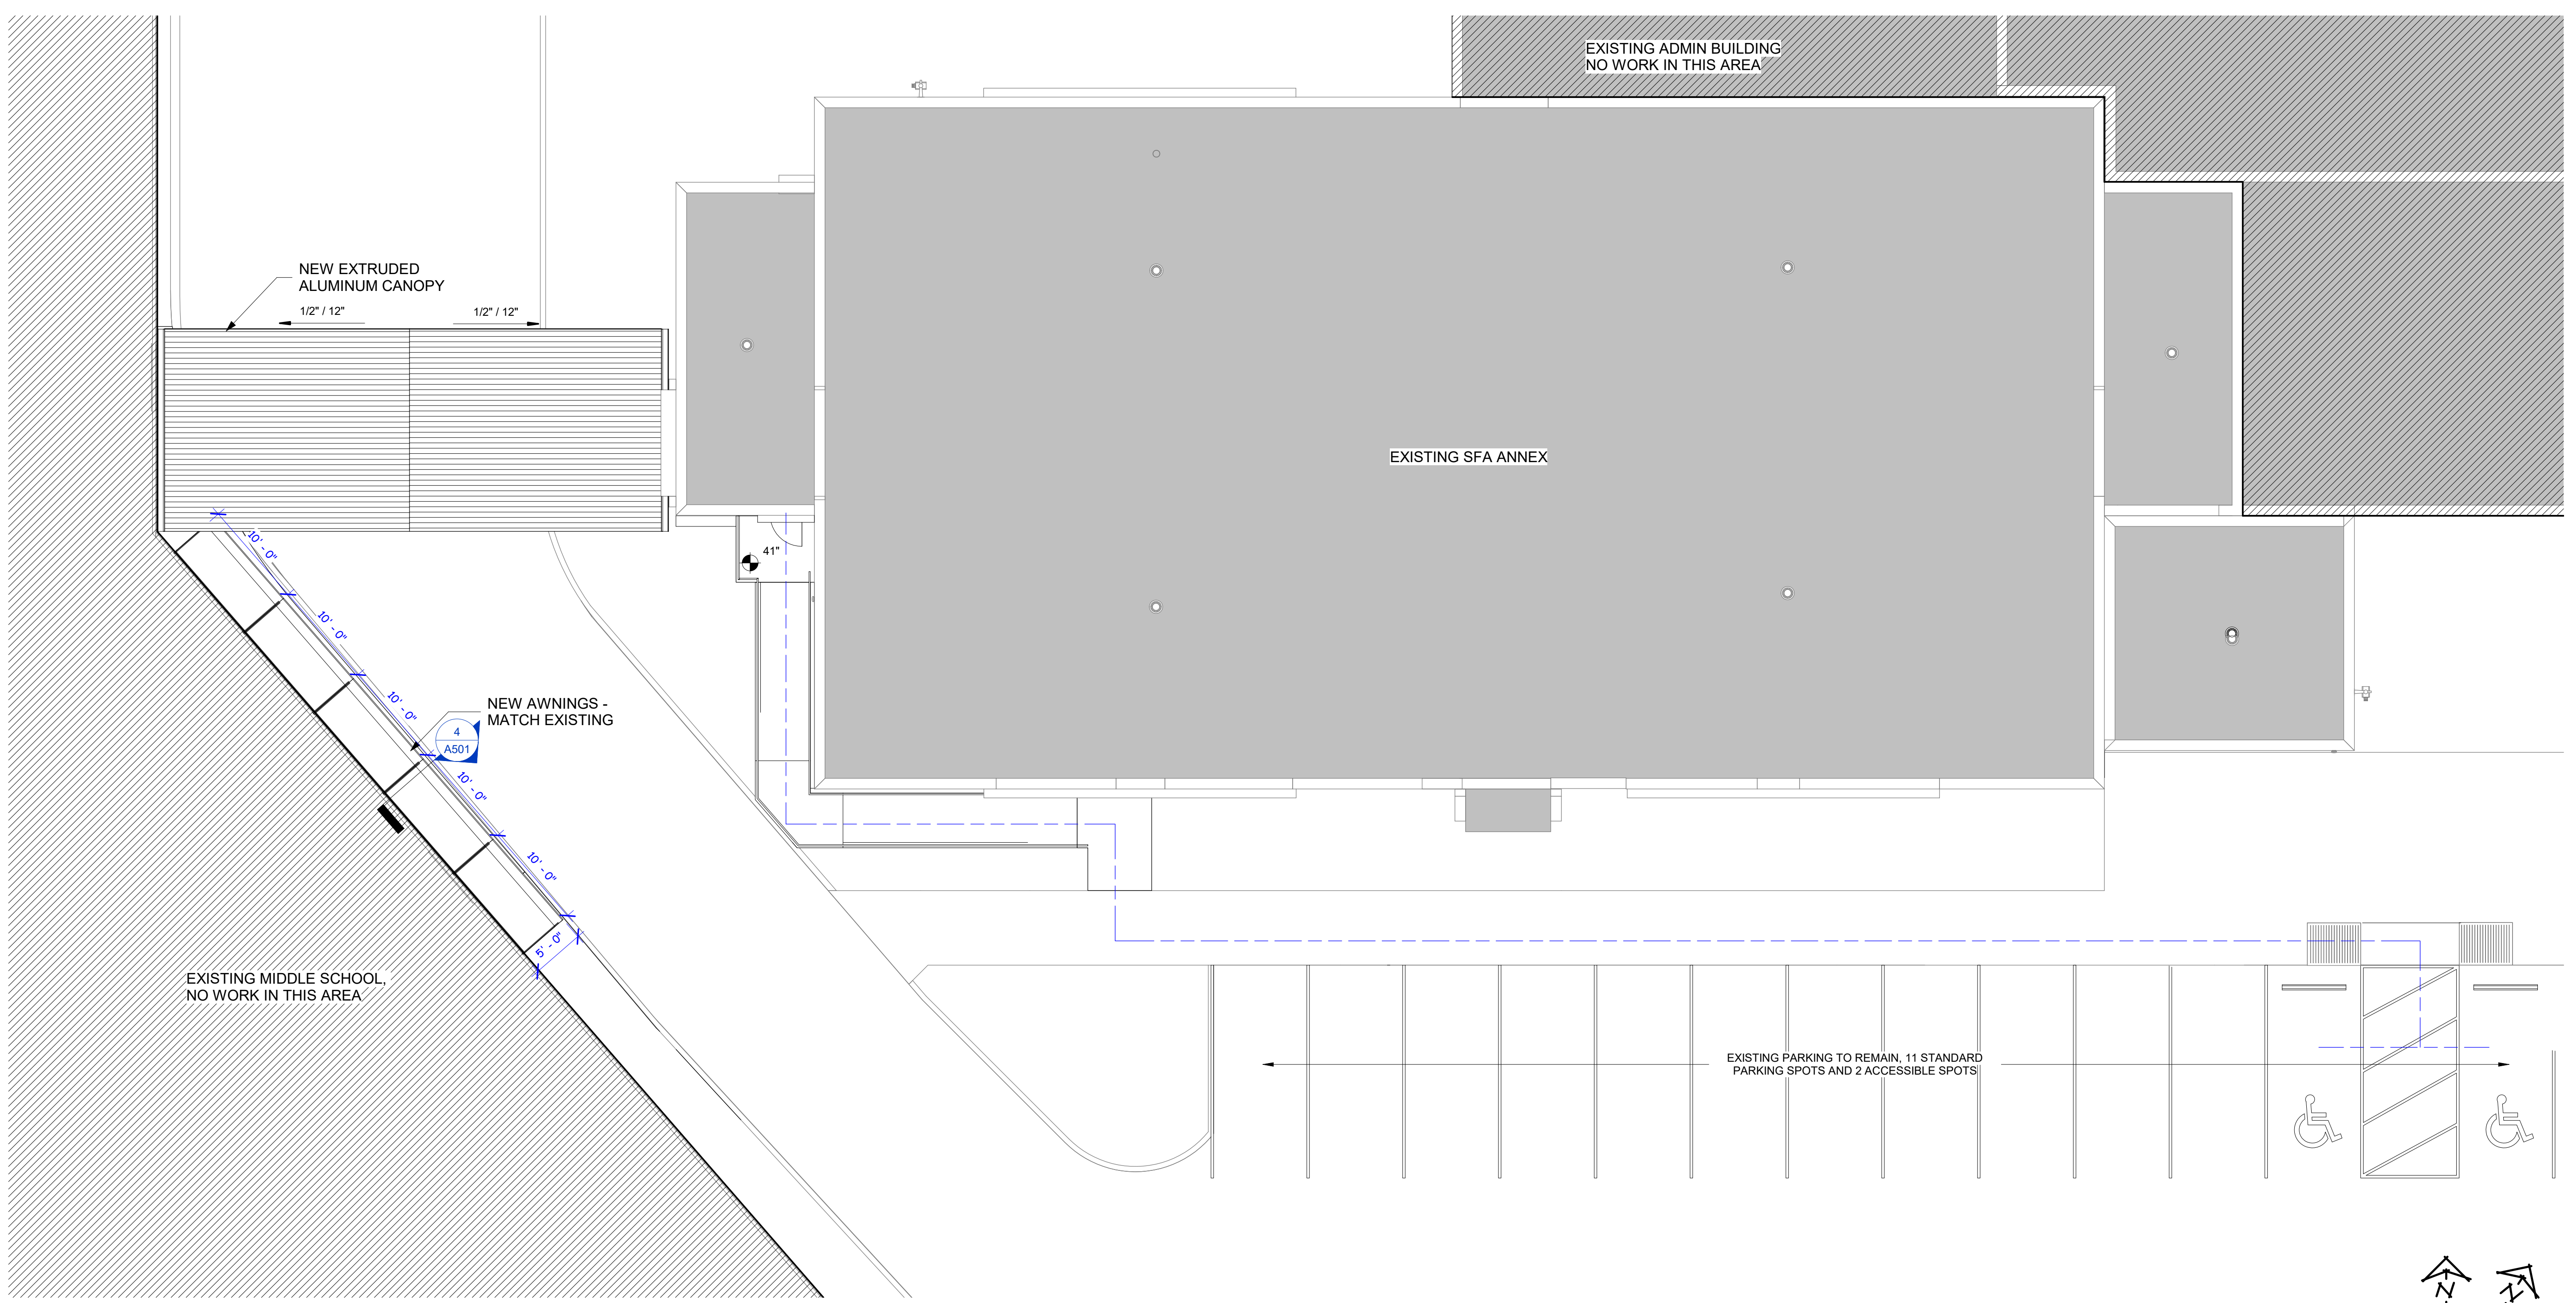 EXISTING ADMIN BUILDING
NO WORK IN THIS AREA
NEW EXTRUDED
ALUMINUM CANOPY
1/2" / 12"
1/2" / 12"
EXISTING SFA ANNEX
10' - 0"
41"
10' - 0"
10' - 0"
NEW AWNINGS -
MATCH EXISTING
4
A501
10' - 0"
10' - 0"
5' - 0"
EXISTING MIDDLE SCHOOL,
NO WORK IN THIS AREA
EXISTING PARKING TO REMAIN, 11 STANDARD
PARKING SPOTS AND 2 ACCESSIBLE SPOTS
N
N